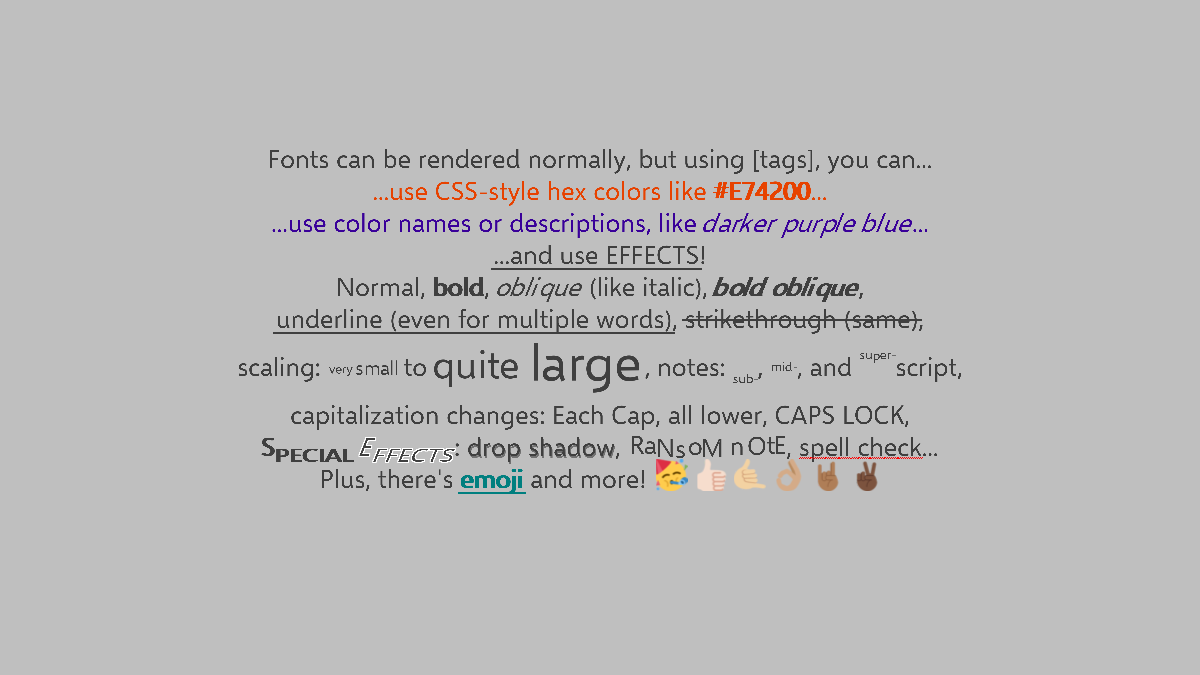 Fonts can be rendered normally, but using [tags], you can...
...use CSS-style hex colors like #E74200...
...use color names or descriptions, like darker purple blue...
...and use EFFECTS!
Normal, bold, oblique (like italic), bold oblique,
underline (even for multiple words), strikethrough (same),
scaling: very small to quite large, notes: sub-, mid-, and super-script,
capitalization changes: Each Cap, all lower, CAPS LOCK,
SPECIAL EFFECTS: drop shadow, RaNsoM nOtE, spell check...
Plus, there's emoji and more! 🥳👍🏻🤙🏼👌🏽🤘🏾✌🏿